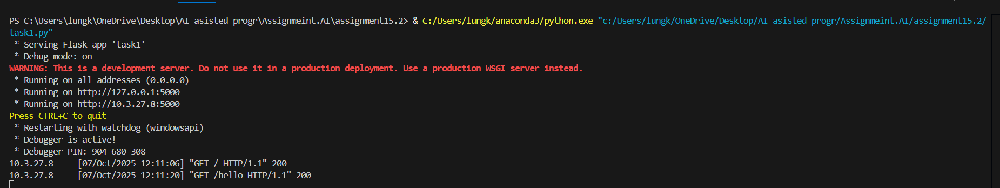 PS C:\Users\lungk\OneDrive\Desktop\AI asisted progr\Assignmeint.AI\assignment15.2> & C:/Users/lungk/anaconda3/python.exe "c:/Users/lungk/OneDrive/Desktop/AI asisted progr/Assignmeint.AI/assignment15.2/
task1.py"
 * Serving Flask app 'task1'
 * Debug mode: on
WARNING: This is a development server. Do not use it in a production deployment. Use a production WSGI server instead.
 * Running on all addresses (0.0.0.0)
 * Running on http://127.0.0.1:5000
 * Running on http://10.3.27.8:5000
Press CTRL+C to quit
 * Restarting with watchdog (windowsapi)
 * Debugger is active!
 * Debugger PIN: 904-680-308
10.3.27.8 - - [07/Oct/2025 12:11:06] "GET / HTTP/1.1" 200 -
10.3.27.8 - - [07/Oct/2025 12:11:20] "GET /hello HTTP/1.1" 200 -